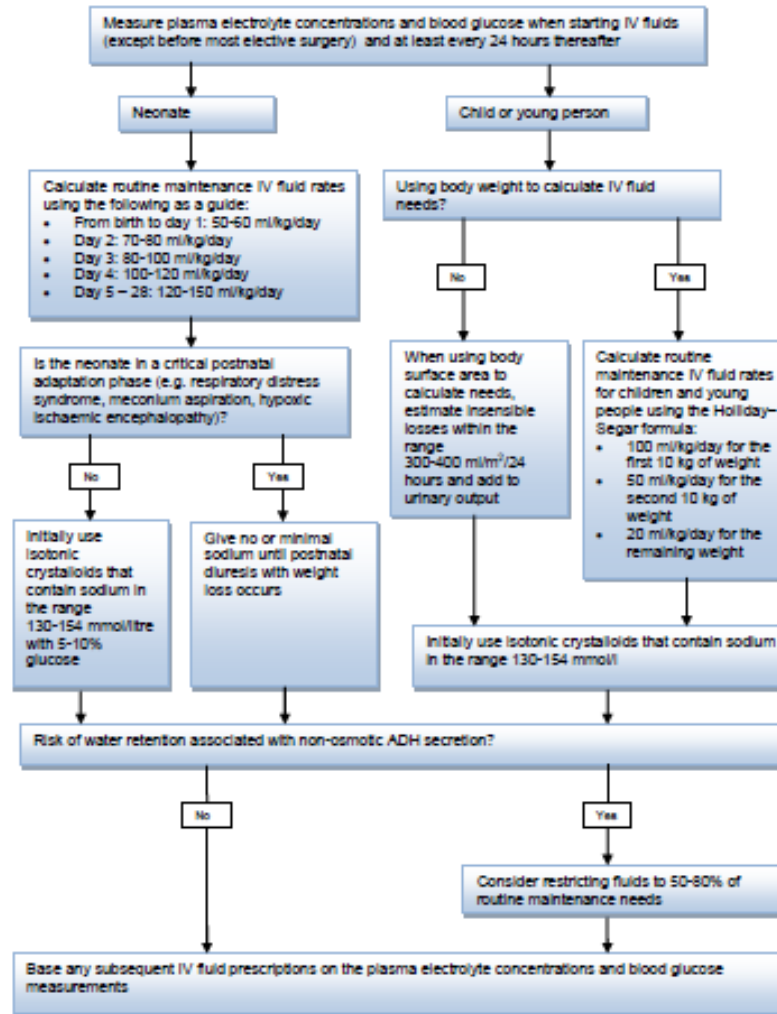 Measure plasma electrolyte concentrations and blood glucose when starting IV fluids
(except before most elective surgery) and at least every 24 hours thereafter
Neonate
Child or young person
Calculate routine maintenance IV fluid rates
using the following as a guide:
• From birth to day 1: 50-60 ml/kg/day
• Day 2: 70-80 ml/kg/day
• Day 3: 80-100 ml/kg/day
• Day 4: 100-120 ml/kg/day
• Day 5 – 28: 120-150 ml/kg/day
Using body weight to calculate IV fluid
needs?
No
Yes
Is the neonate in a critical postnatal
adaptation phase (e.g. respiratory distress
syndrome, meconium aspiration, hypoxic
ischaemic encephalopathy)?
When using body
surface area to
calculate needs,
estimate insensible
losses within the
range
300-400 ml/m²/24
hours and add to
urinary output
Calculate routine
maintenance IV fluid rates
for children and young
people using the Holliday–
Segar formula:
• 100 ml/kg/day for the
first 10 kg of weight
• 50 ml/kg/day for the
second 10 kg of
weight
• 20 ml/kg/day for the
remaining weight
No
Yes
Initially use
isotonic
crystalloids that
contain sodium in
the range
130-154 mmol/litre
with 5-10%
glucose
Give no or minimal
sodium until postnatal
diuresis with weight
loss occurs
Initially use isotonic crystalloids that contain sodium
in the range 130-154 mmol/l
Risk of water retention associated with non-osmotic ADH secretion?
No
Yes
Consider restricting fluids to 50-80% of
routine maintenance needs
Base any subsequent IV fluid prescriptions on the plasma electrolyte concentrations and blood glucose
measurements